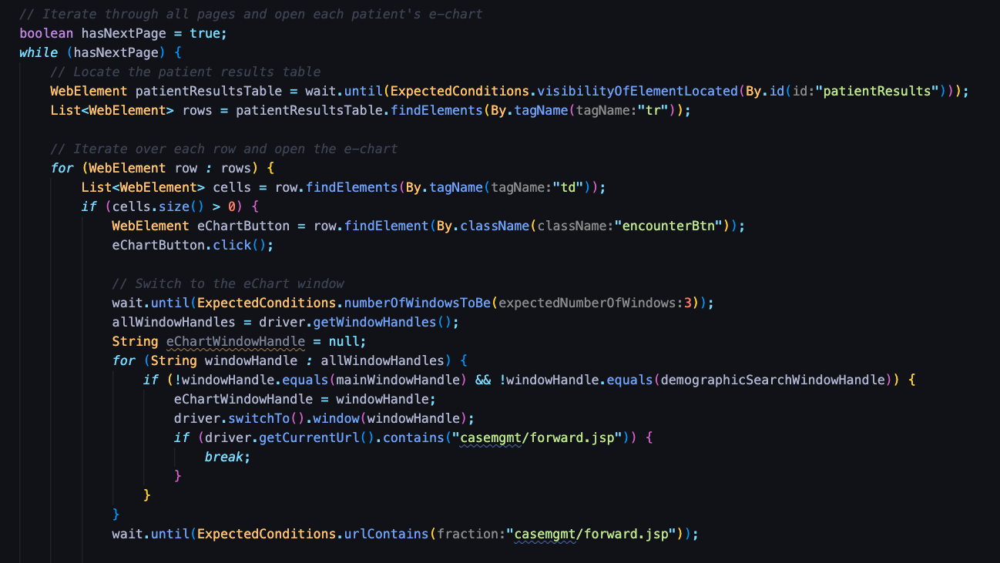 // Iterate through all pages and open each patient's e-chart
boolean hasNextPage = true;
while (hasNextPage) {
// Locate the patient results table
WebElement patientResultsTable = wait.until(ExpectedConditions.visibilityOfElementLocated(By.id(id:"patientResults")));
List<WebElement> rows = patientResultsTable.findElements(By.tagName(tagName:"tr"));
// Iterate over each row and open the e-chart
for (WebElement row : rows) {
List<WebElement> cells = row.findElements(By.tagName(tagName:"td"));
if (cells.size() > 0) {
WebElement eChartButton = row.findElement(By.className(className:"encounterBtn"));
eChartButton.click();
// Switch to the eChart window
wait.until(ExpectedConditions.numberOfWindowsToBe(expectedNumberOfWindows:3));
allWindowHandles = driver.getWindowHandles();
String eChartWindowHandle = null;
for (String windowHandle : allWindowHandles) {
if (!windowHandle.equals(mainWindowHandle) && !windowHandle.equals(demographicSearchWindowHandle)) {
eChartWindowHandle = windowHandle;
driver.switchTo().window(windowHandle);
if (driver.getCurrentUrl().contains("casemgmt/forward.jsp")) {
break;
}
}
}
wait.until(ExpectedConditions.urlContains(fraction:"casemgmt/forward.jsp"));